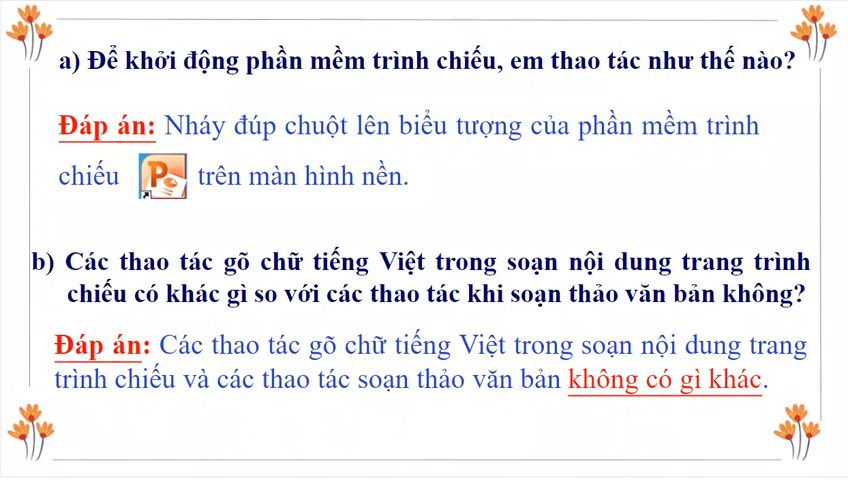 a) Để khởi động phần mềm trình chiếu, em thao tác như thế nào?
Đáp án: Nháy đúp chuột lên biểu tượng của phần mềm trình
chiếu P trên màn hình nền.
b) Các thao tác gõ chữ tiếng Việt trong soạn nội dung trang trình
chiếu có khác gì so với các thao tác khi soạn thảo văn bản không?
Đáp án: Các thao tác gõ chữ tiếng Việt trong soạn nội dung trang
trình chiếu và các thao tác soạn thảo văn bản không có gì khác.